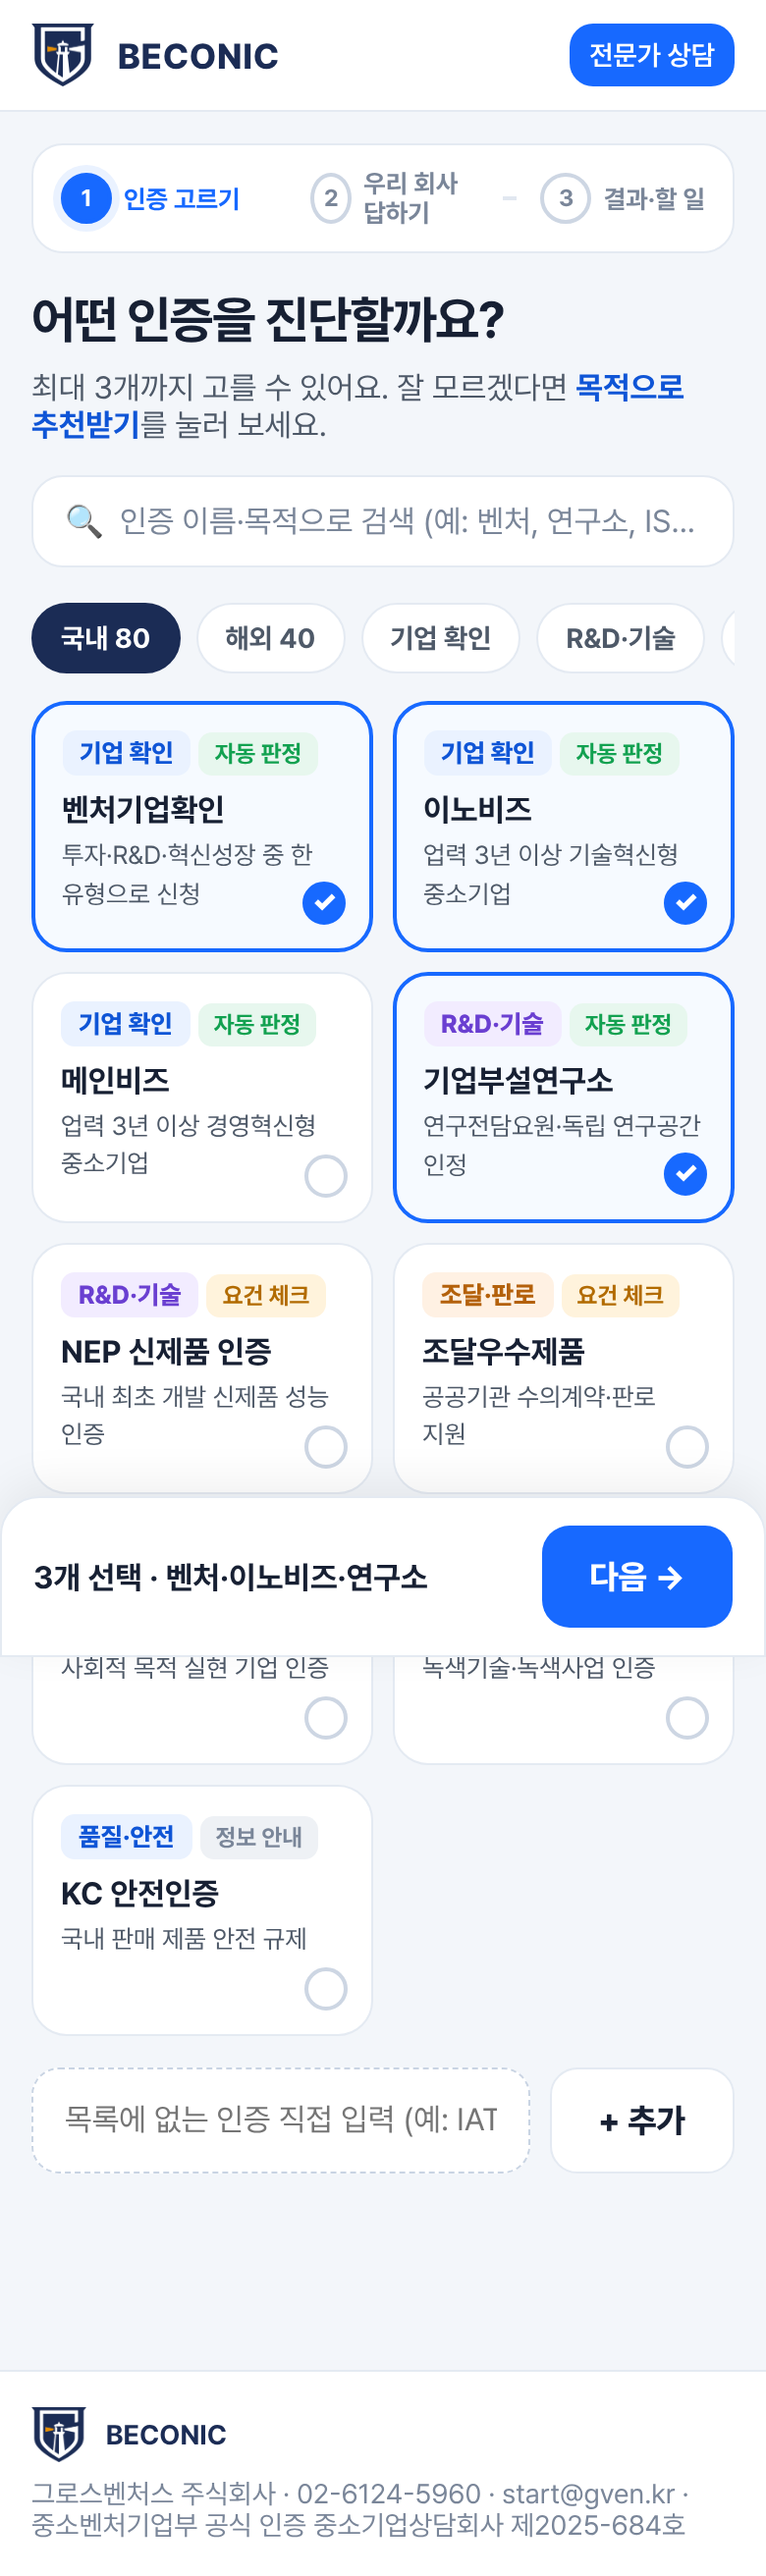 BECONIC
전문가 상담
1 인증 고르기
2 우리 회사
답하기
3 결과·할 일
어떤 인증을 진단할까요?
최대 3개까지 고를 수 있어요. 잘 모르겠다면 목적으로
추천받기를 눌러 보세요.
인증 이름·목적으로 검색 (예: 벤처, 연구소, IS...
국내 80
해외 40
기업 확인
R&D·기술
기업 확인 자동 판정
벤처기업확인
투자·R&D·혁신성장 중 한
유형으로 신청
기업 확인 자동 판정
이노비즈
업력 3년 이상 기술혁신형
중소기업
기업 확인 자동 판정
메인비즈
업력 3년 이상 경영혁신형
중소기업
R&D·기술 자동 판정
기업부설연구소
연구전담요원·독립 연구공간
인정
R&D·기술 요건 체크
NEP 신제품 인증
국내 최초 개발 신제품 성능
인증
조달·판로 요건 체크
조달우수제품
공공기관 수의계약·판로
지원
3개 선택 · 벤처·이노비즈·연구소
다음 →
사회적 목적 실현 기업 인증
녹색기술·녹색사업 인증
품질·안전 정보 안내
KC 안전인증
국내 판매 제품 안전 규제
목록에 없는 인증 직접 입력 (예: IAT
+ 추가
BECONIC
그로스벤처스 주식회사 · 02-6124-5960 · start@gven.kr ·
중소벤처기업부 공식 인증 중소기업상담회사 제2025-684호